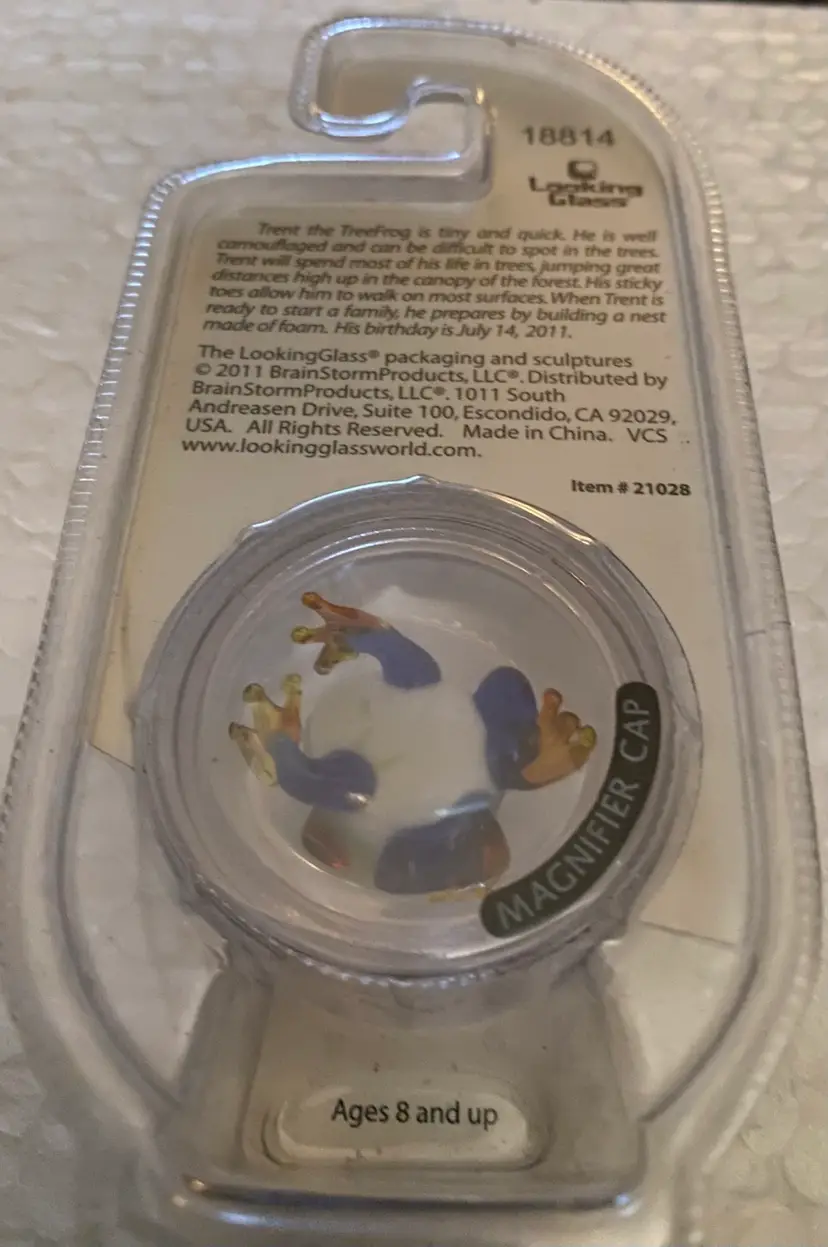 18814
Looking
Glass
Trent the TreeFrog is tiny and quick. He is well
camouflaged and can be difficult to spot in the trees.
Trent will spend most of his life in trees, jumping great
distances high up in the canopy of the forest. His sticky
toes allow him to walk on most surfaces. When Trent is
ready to start a family, he prepares by building a nest
made of foam. His birthday is July 14, 2011.
The LookingGlass® packaging and sculptures
© 2011 BrainStormProducts, LLC®. Distributed by
BrainStormProducts, LLC®. 1011 South
Andreasen Drive, Suite 100, Escondido, CA 92029,
USA. All Rights Reserved. Made in China. VCS
www.lookingglassworld.com.
Item # 21028
MAGNIFIER CAP
Ages 8 and up